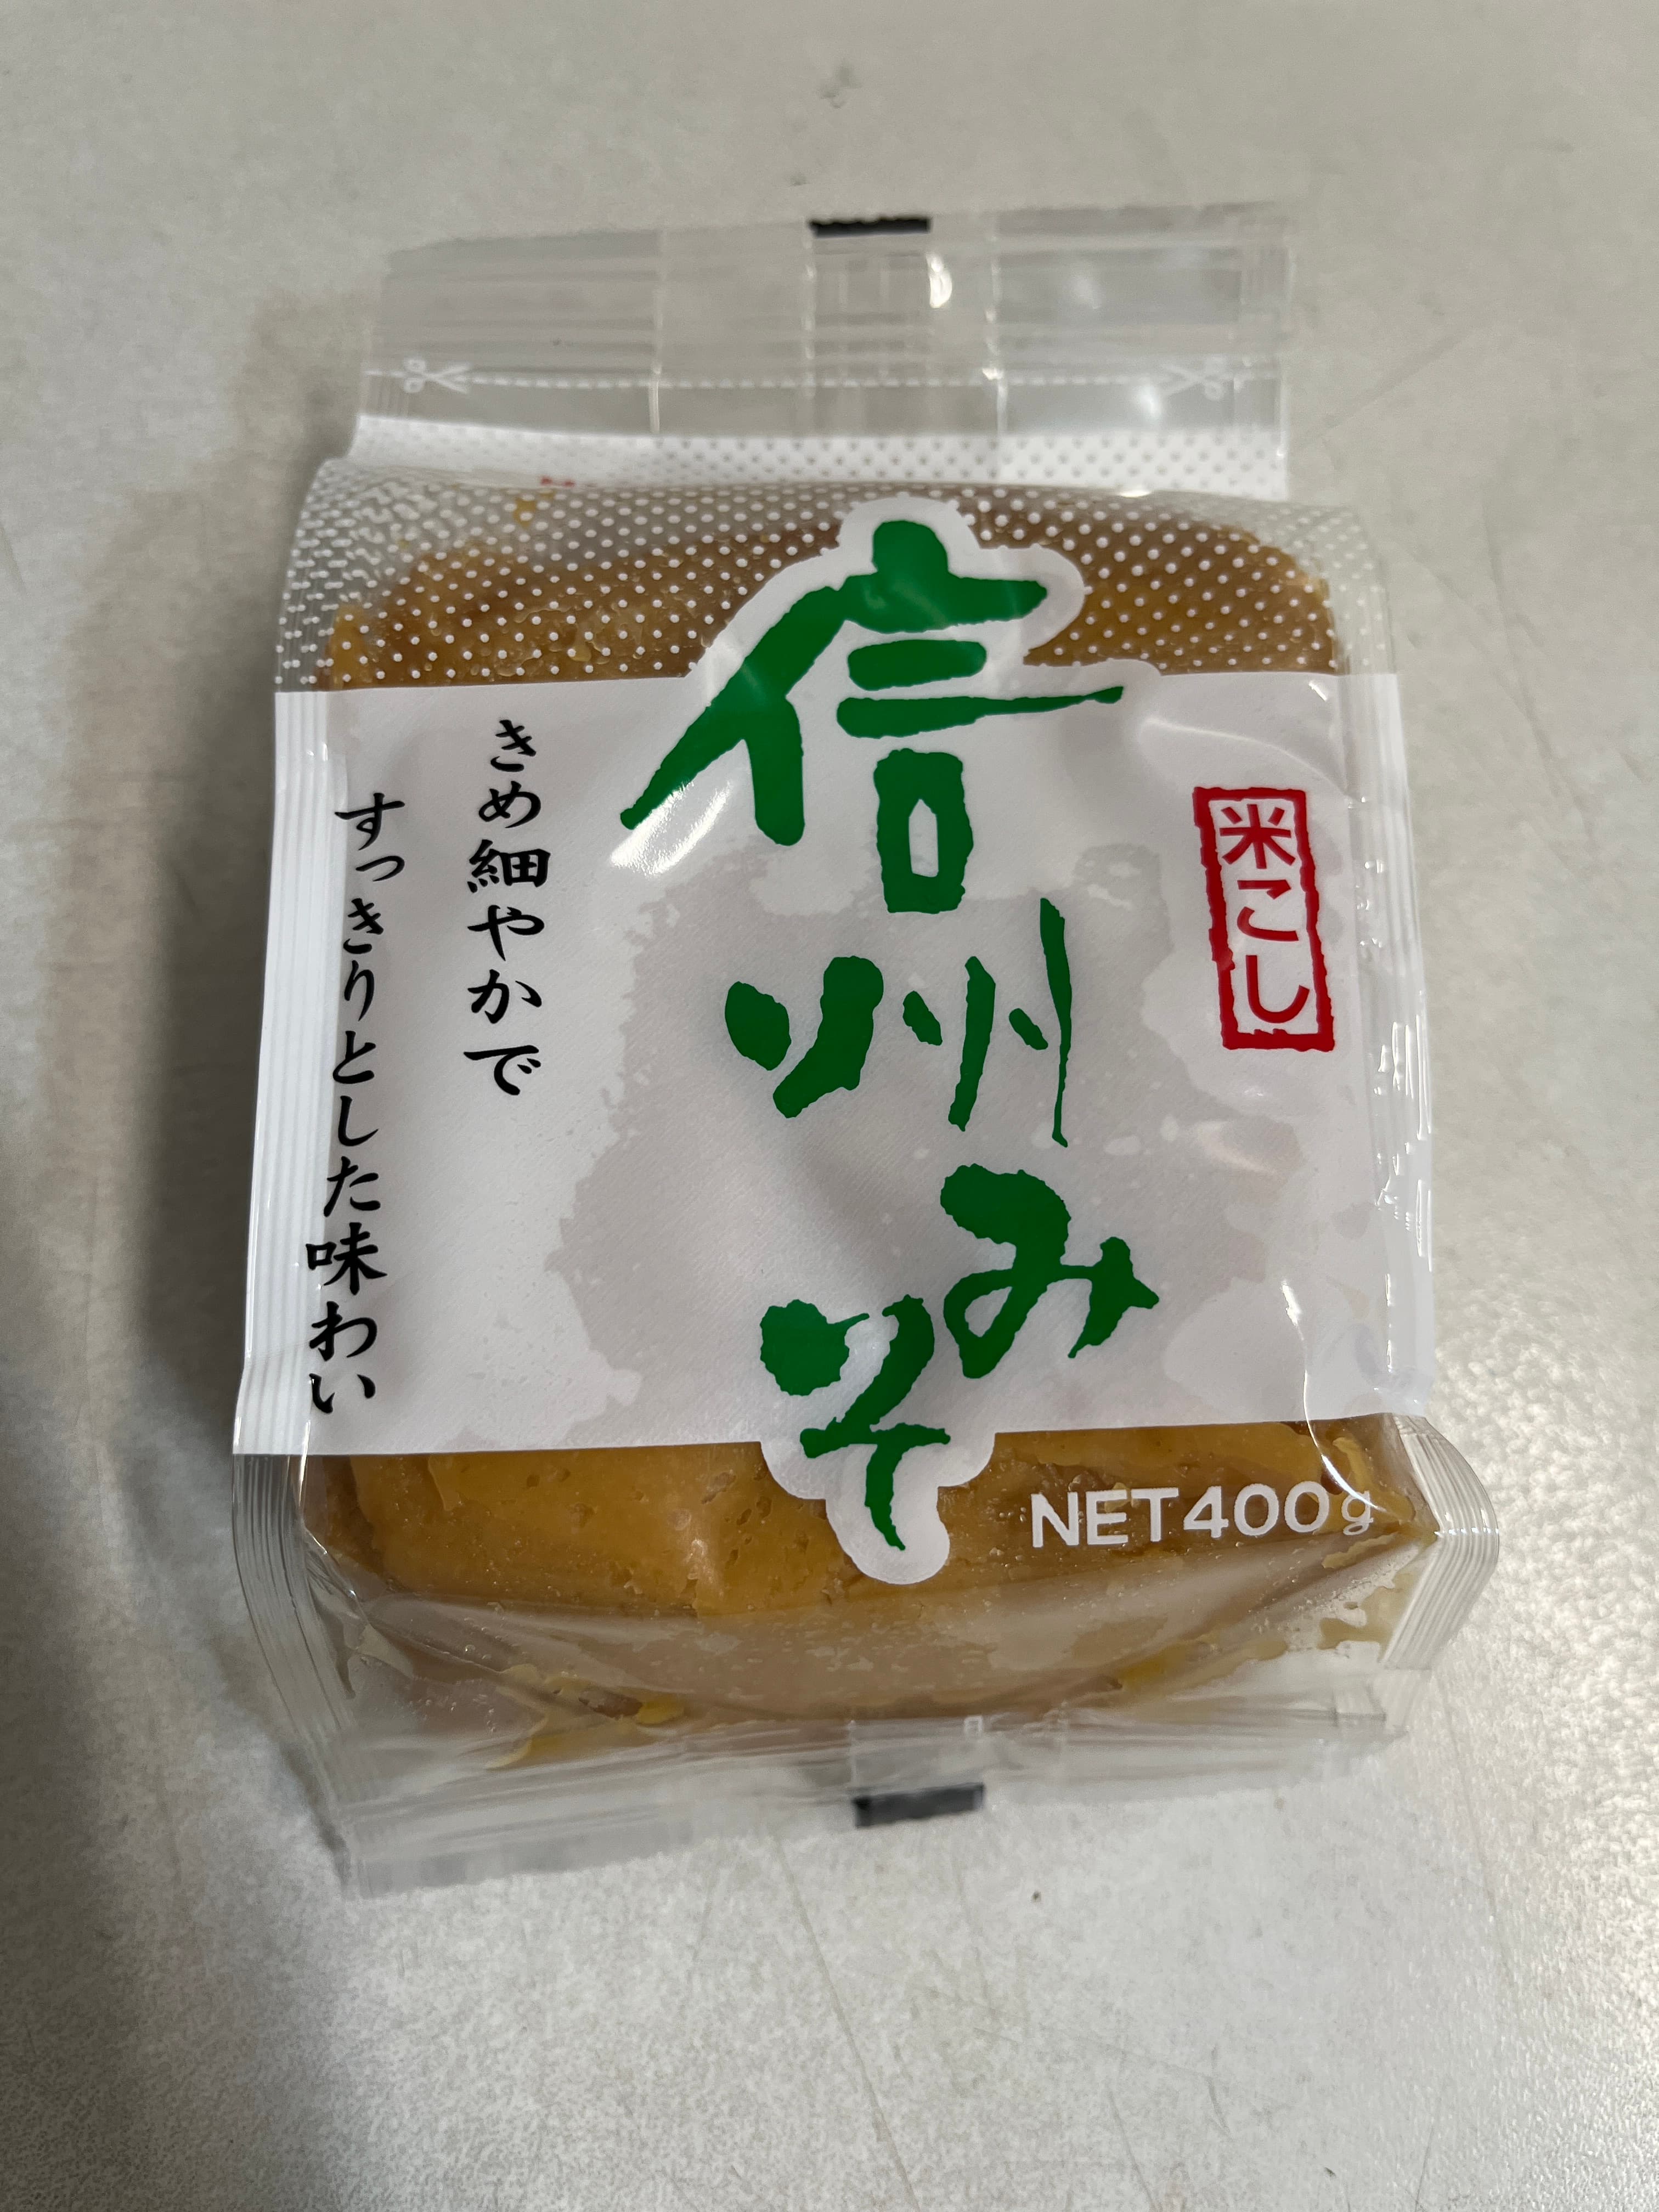 米こし
信州みそ
きめ細やかで
すっきりとした味わい
NET400g